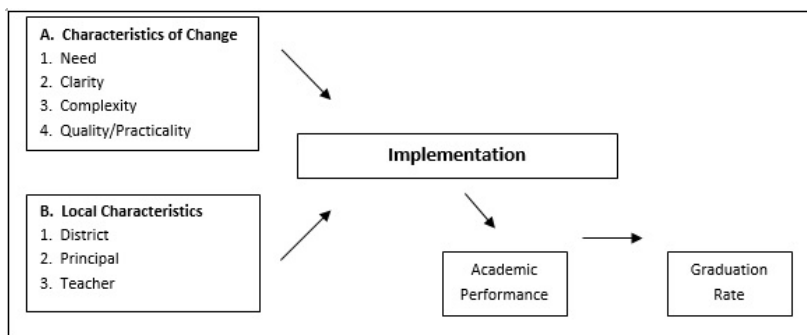 A. Characteristics of Change
1. Need
2. Clarity
3. Complexity
4. Quality/Practicality
Implementation
B. Local Characteristics
1. District
2. Principal
3. Teacher
Academic
Performance
Graduation
Rate